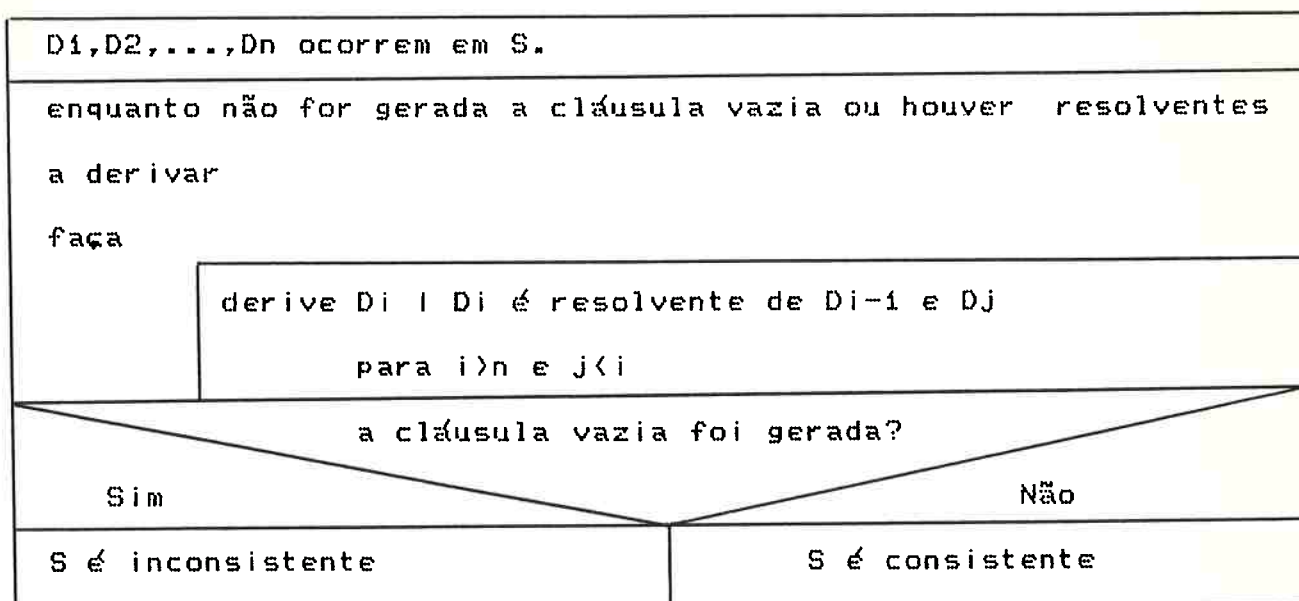 D1,D2,...,Dn ocorrem em S.
enquanto não for gerada a cláusula vazia ou houver resolventes
a derivar
faça
derive Di | Di é resolvente de Di-1 e Dj
para i>n e j<i
a cláusula vazia foi gerada?
Sim Não
S é inconsistente S é consistente